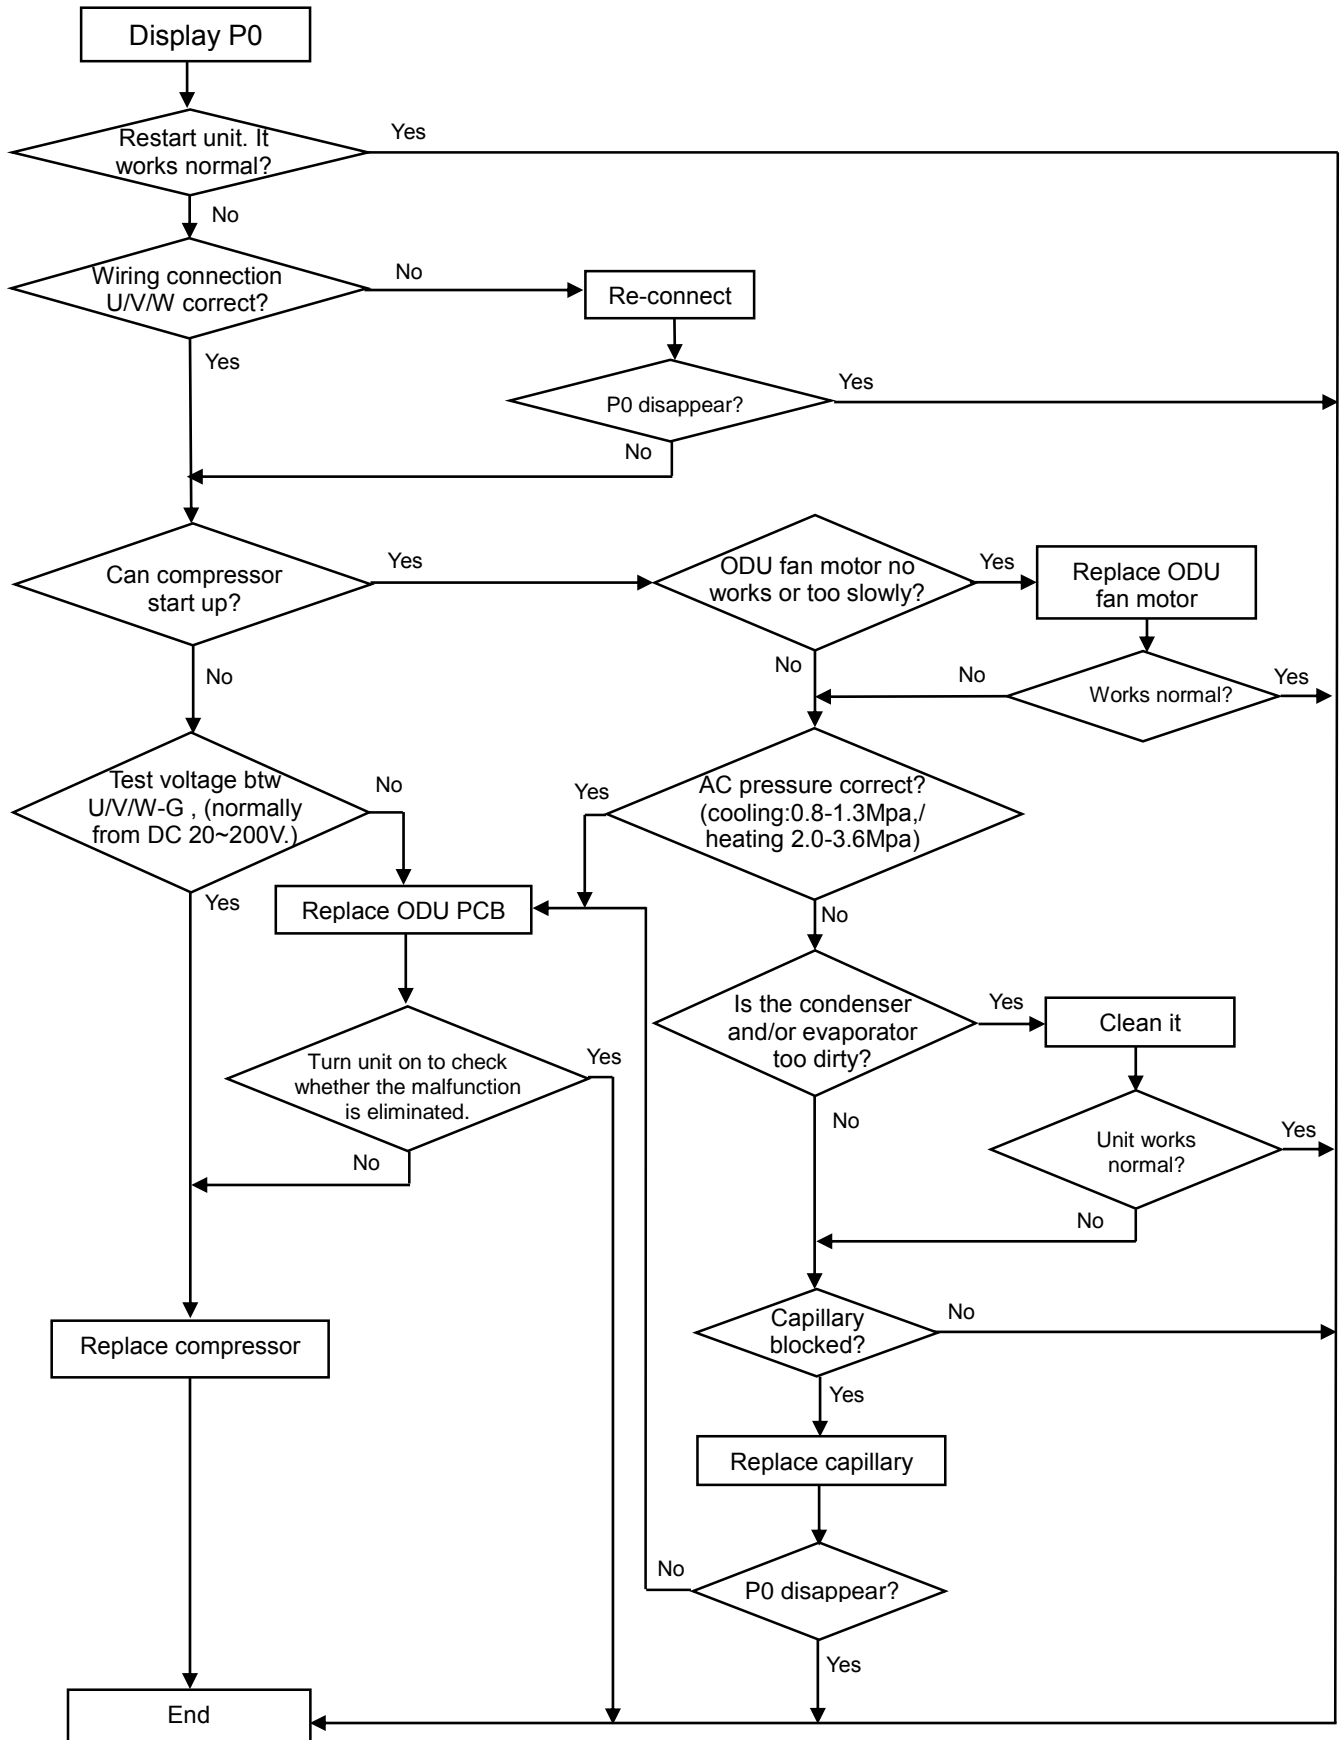 Display P0
Restart unit. It
works normal?
Yes
No
Wiring connection
U/V/W correct?
No
Re-connect
Yes
P0 disappear?
Yes
No
Can compressor
start up?
Yes
ODU fan motor no
works or too slowly?
Yes
Replace ODU
fan motor
No
No
No
Works normal?
Yes
Test voltage btw
U/V/W-G , (normally
from DC 20~200V.)
No
Yes
AC pressure correct?
(cooling:0.8-1.3Mpa,/
heating 2.0-3.6Mpa)
Yes
Replace ODU PCB
No
Is the condenser
and/or evaporator
too dirty?
Yes
Clean it
Turn unit on to check
whether the malfunction
is eliminated.
Yes
No
No
Unit works
normal?
Yes
No
Capillary
blocked?
No
Replace compressor
Yes
Replace capillary
No
P0 disappear?
Yes
End